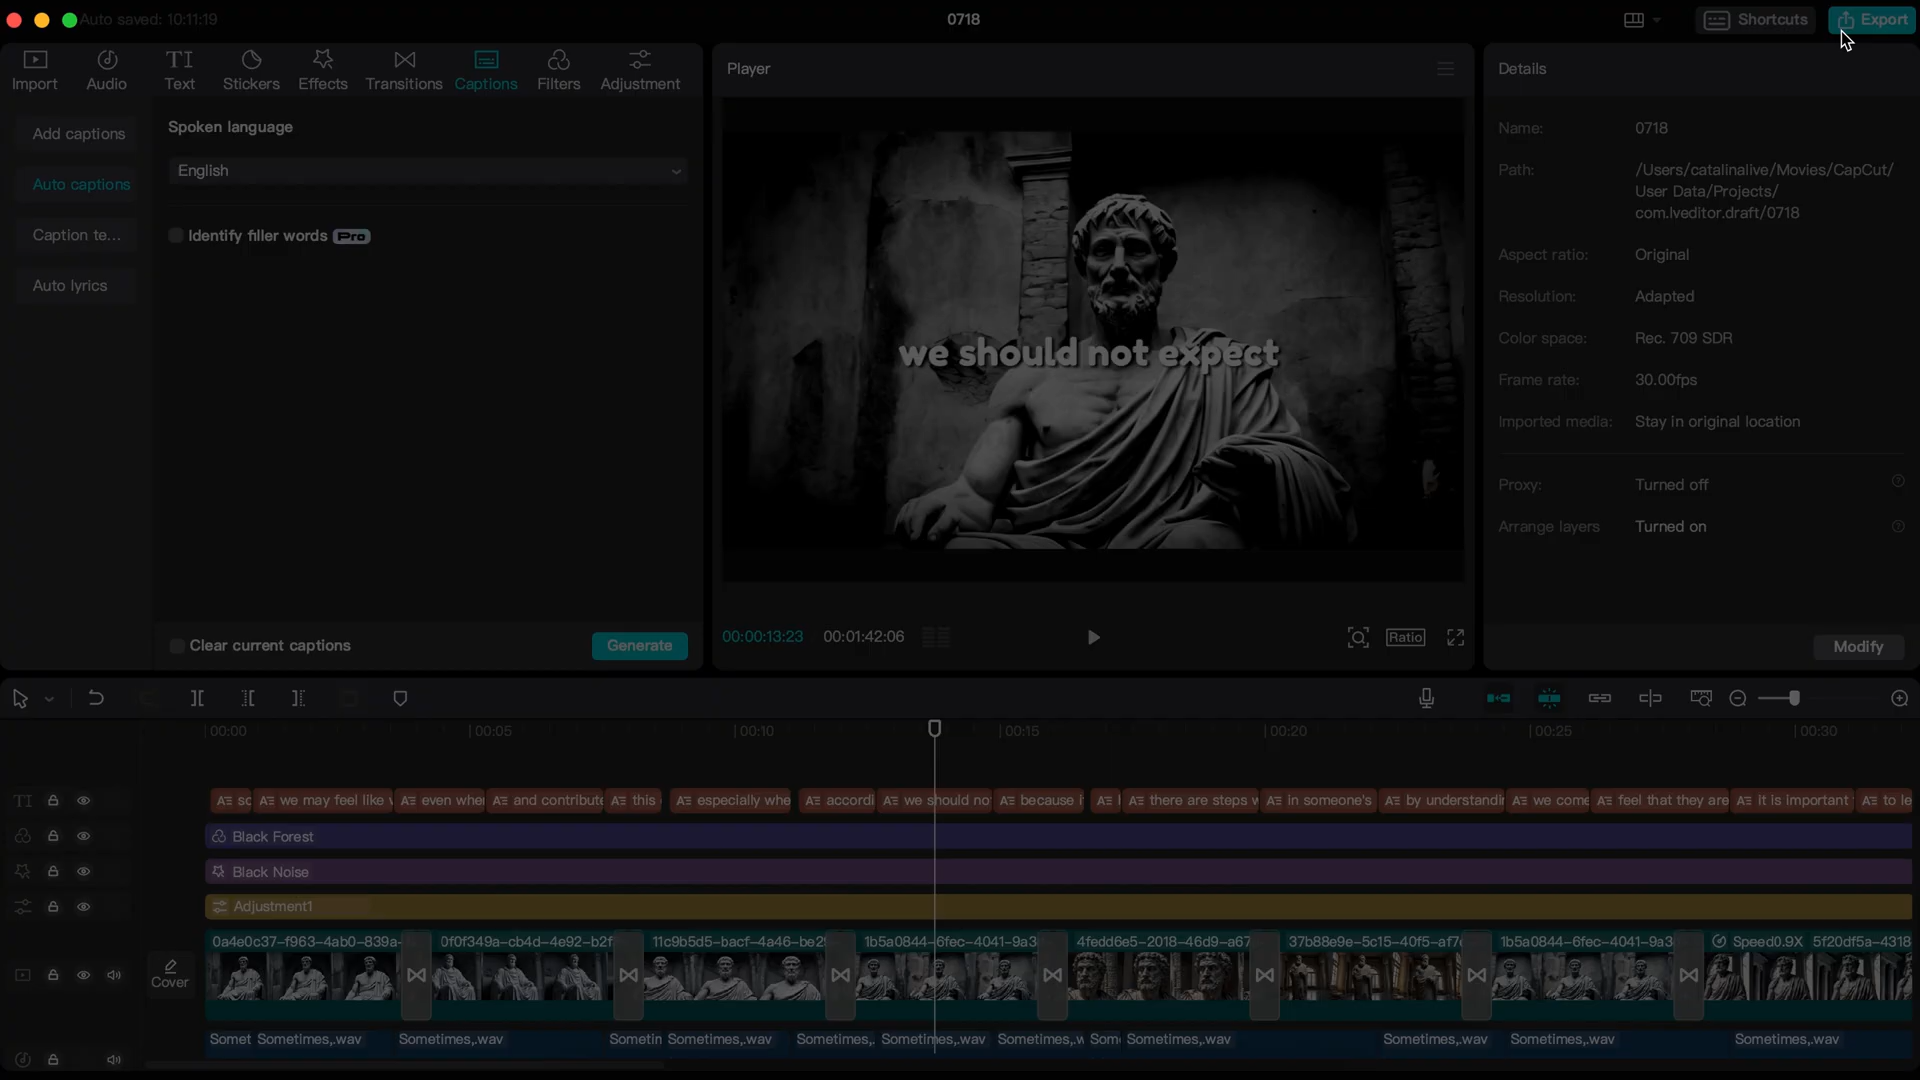 Auto saved: 10:11:19
0718
Shortcuts
Export
Import
Audio
Text
Stickers
Effects
Transitions
Captions
Filters
Adjustment
Player
Details
Add captions
Auto captions
Caption te...
Auto lyrics
Spoken language
English
Identify filler words Pro
Clear current captions
Generate
we should not expect
00:00:13:23
00:01:42:06
Ratio
Name: 0718
Path: /Users/catalinalive/Movies/CapCut/
User Data/Projects/
com.lveditor.draft/0718
Aspect ratio: Original
Resolution: Adapted
Color space: Rec. 709 SDR
Frame rate: 30.00fps
Imported media: Stay in original location
Proxy: Turned off
Arrange layers Turned on
Modify
00:00 00:05 00:10 00:15 00:20 00:25 00:30
so we may feel like even whe and contribute this especially whe accordi we should no because i there are steps in someone's by understandi we come feel that they are it is important to le
Black Forest
Black Noise
Adjustment1
Cover
0a4e0c37-f963-4ab0-839a- 0f0f349a-cb4d-4e92-b2f 11c9b5d5-bacf-4a46-be2 1b5a0844-6fec-4041-9a3 4fedd6e5-2018-46d9-a67 37b88e9e-5c15-40f5-af7 1b5a0844-6fec-4041-9a3 Speed0.9X 5f20df5a-4318
Somet Sometimes,.wav Sometimes,.wav Sometin Sometimes,.wav Sometimes,. Sometimes,.wav Sometimes,.w Som Sometimes,.wav Sometimes,.wav Sometimes,.wav Sometimes,.wav